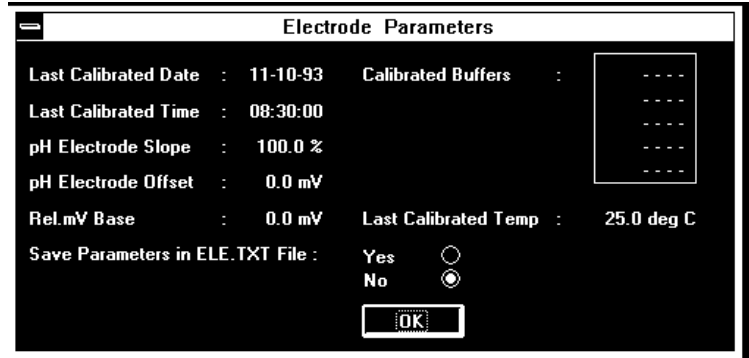 Electrode Parameters
Last Calibrated Date : 11-10-93 Calibrated Buffers : - - - -
- - - -
Last Calibrated Time : 08:30:00
- - - -
pH Electrode Slope : 100.0 %
- - - -
pH Electrode Offset : 0.0 mV - - - -
Rel.mV Base : 0.0 mV Last Calibrated Temp : 25.0 deg C
Save Parameters in ELE.TXT File : Yes
No
OK